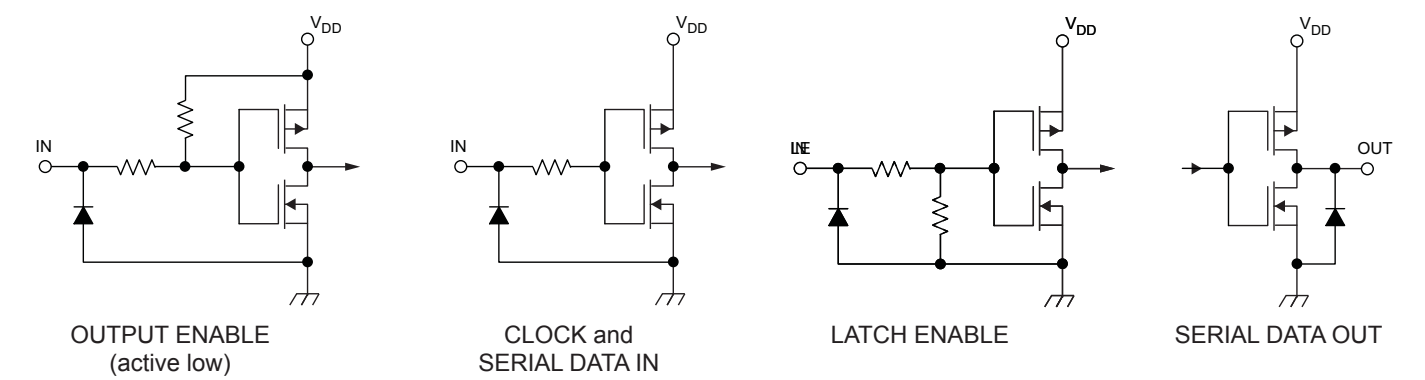 VDD
VDD
VDD
VDD
IN
IN
OUT
OUTPUT ENABLE
(active low)
CLOCK and
SERIAL DATA IN
LATCH ENABLE
SERIAL DATA OUT